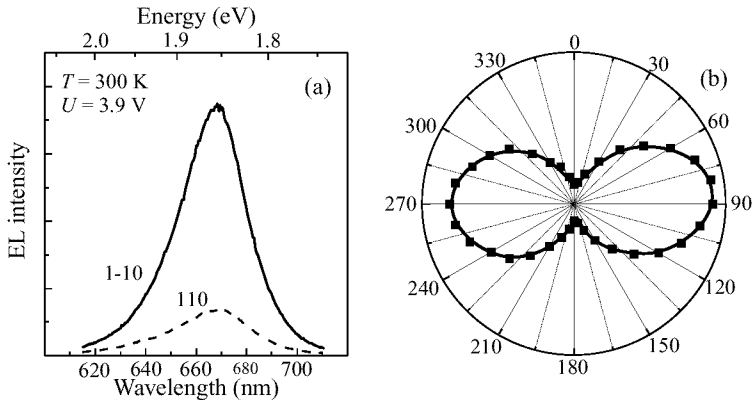 Energy (eV)
2.0 1.9 1.8
T = 300 K
U = 3.9 V
(a)
EL intensity
1-10
110
620 640 660 680 700
Wavelength (nm)
(b)
0
30
60
90
120
150
180
210
240
270
300
330